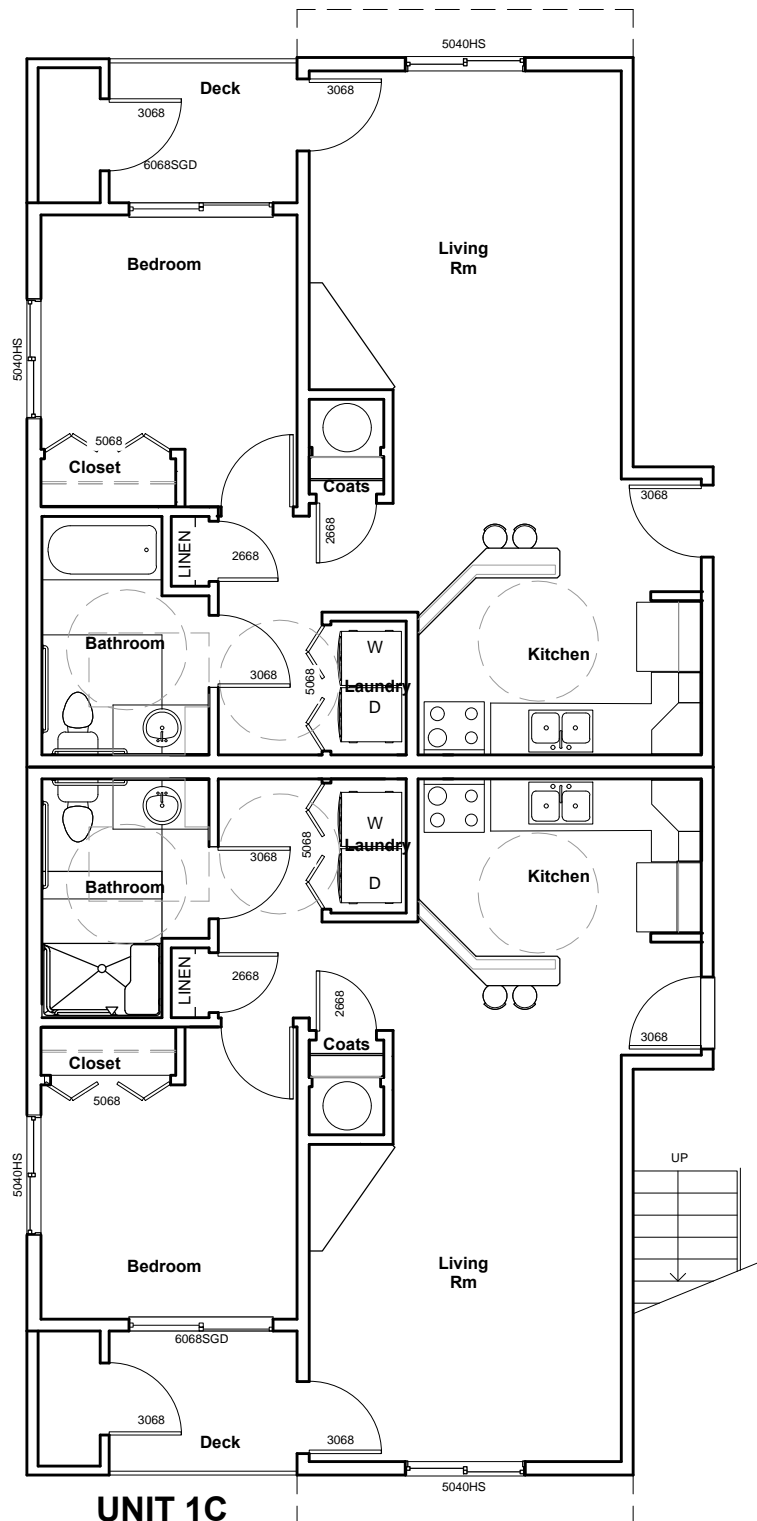 5040HS
Deck
3068
3068
6068SGD
Bedroom
Living
Rm
5040HS
5068
Closet
Coats
3068
2668
LINEN
2668
Bathroom
W
Kitchen
3068
5068
Laundry
D
W
5068
Laundry
3068
Bathroom
D
Kitchen
LINEN
2668
2668
3068
Coats
Closet
5068
5040HS
UP
Bedroom
Living
Rm
6068SGD
3068
3068
Deck
5040HS
UNIT 1C